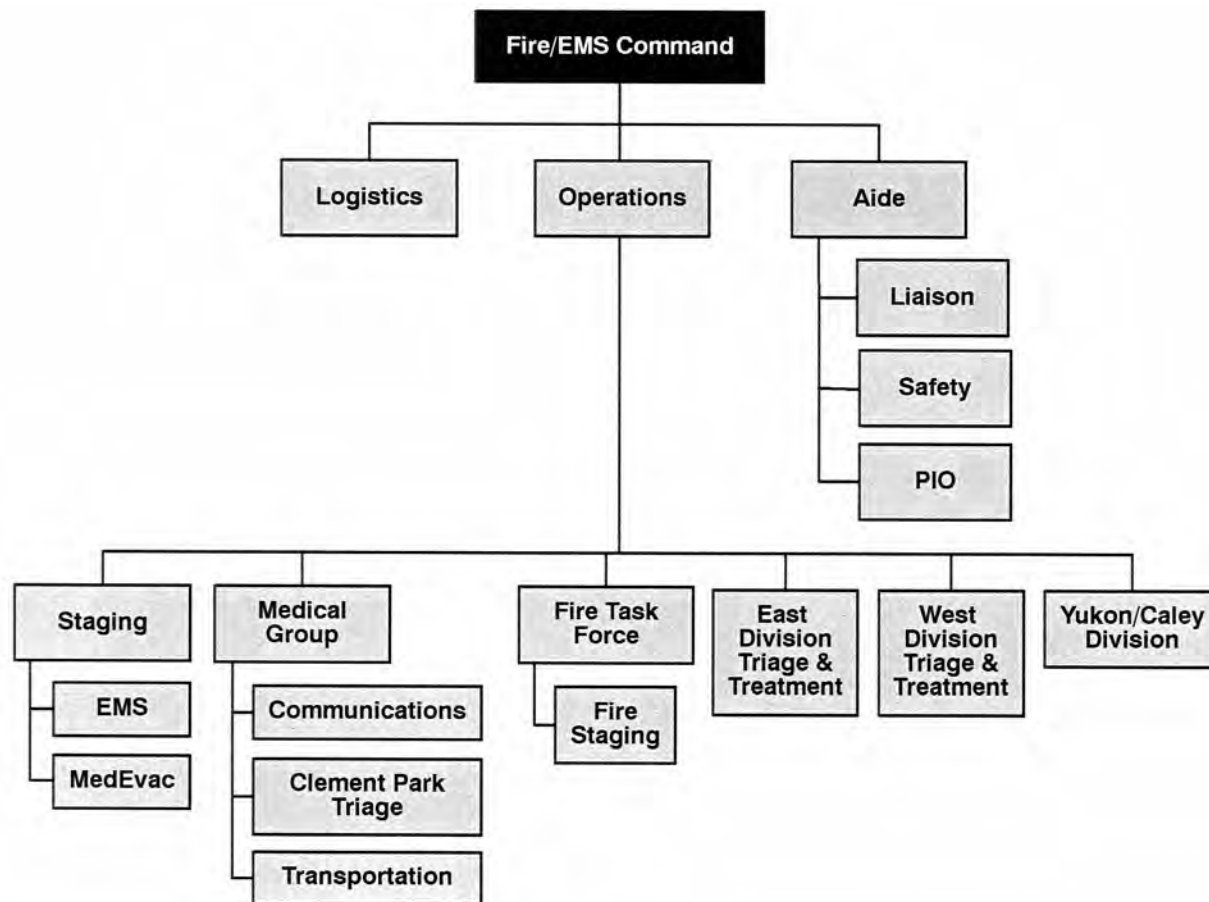 Fire/EMS Command
Logistics
Operations
Aide
Liaison
Safety
PIO
Staging
EMS
MedEvac
Medical
Group
Communications
Clement Park
Triage
Transportation
Fire Task
Force
Fire
Staging
East
Division
Triage &
Treatment
West
Division
Triage &
Treatment
Yukon/Caley
Division